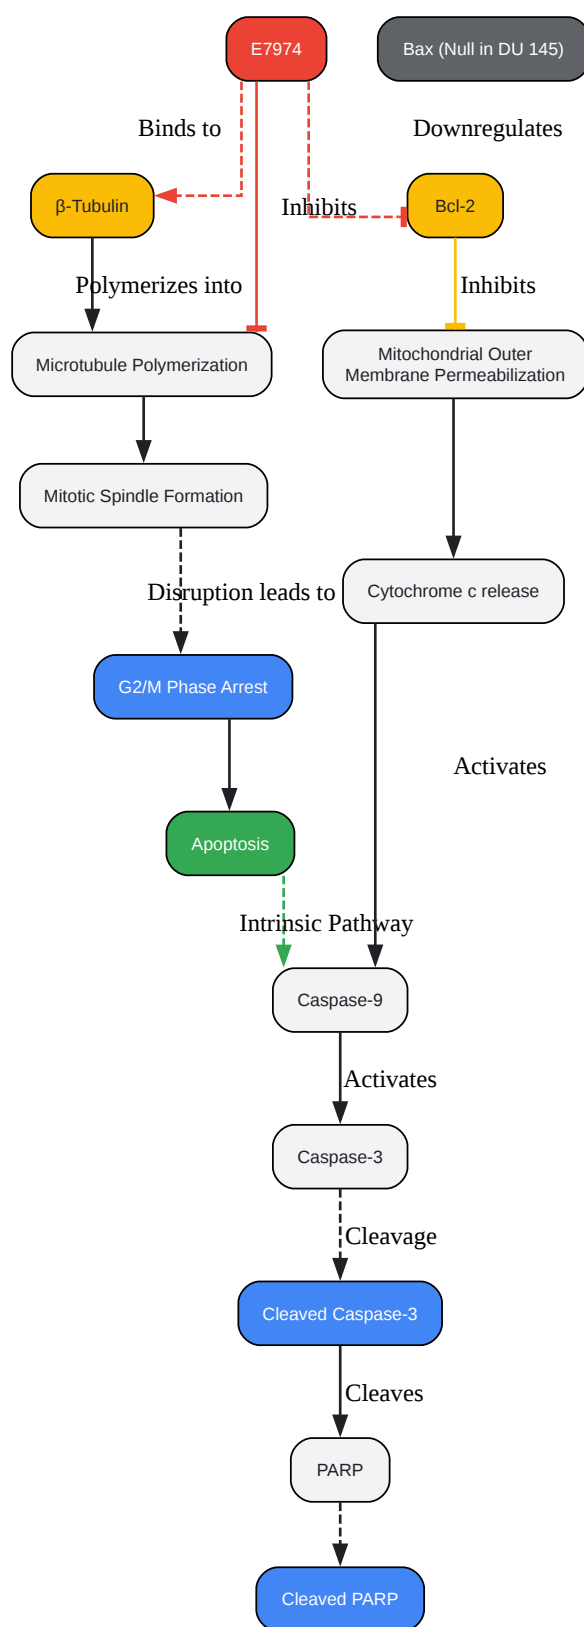 E7974
Bax (Null in DU 145)
Binds to
Downregulates
β-Tubulin
Inhibits
Bcl-2
Polymerizes into
Inhibits
Microtubule Polymerization
Mitochondrial Outer
Membrane Permeabilization
Mitotic Spindle Formation
Disruption leads to
Cytochrome c release
G2/M Phase Arrest
Activates
Apoptosis
Intrinsic Pathway
Caspase-9
Activates
Caspase-3
Cleavage
Cleaved Caspase-3
Cleaves
PARP
Cleaved PARP